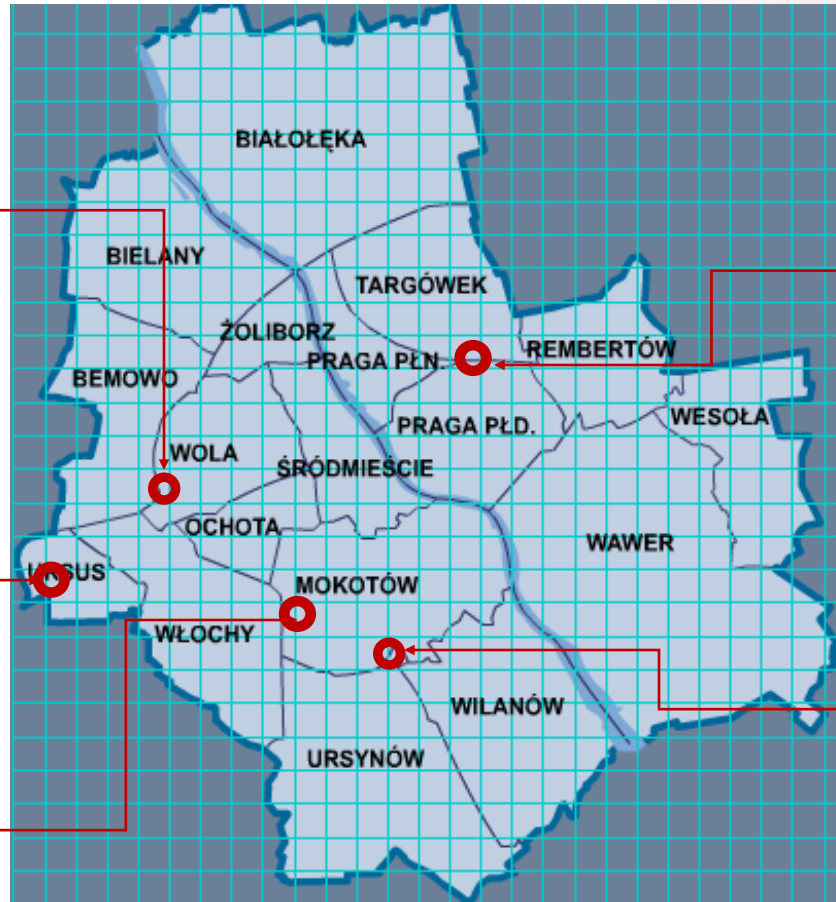 BIAŁOŁĘKA
BIELANY
TARGÓWEK
ŻOLIBORZ
PRAGA PŁN.
REMBERTÓW
BEMOWO
WESOŁA
PRAGA PŁD.
WOLA
ŚRÓDMIEŚCIE
OCHOTA
WAWER
URSUS
MOKOTÓW
WŁOCHY
WILANÓW
URSYNÓW